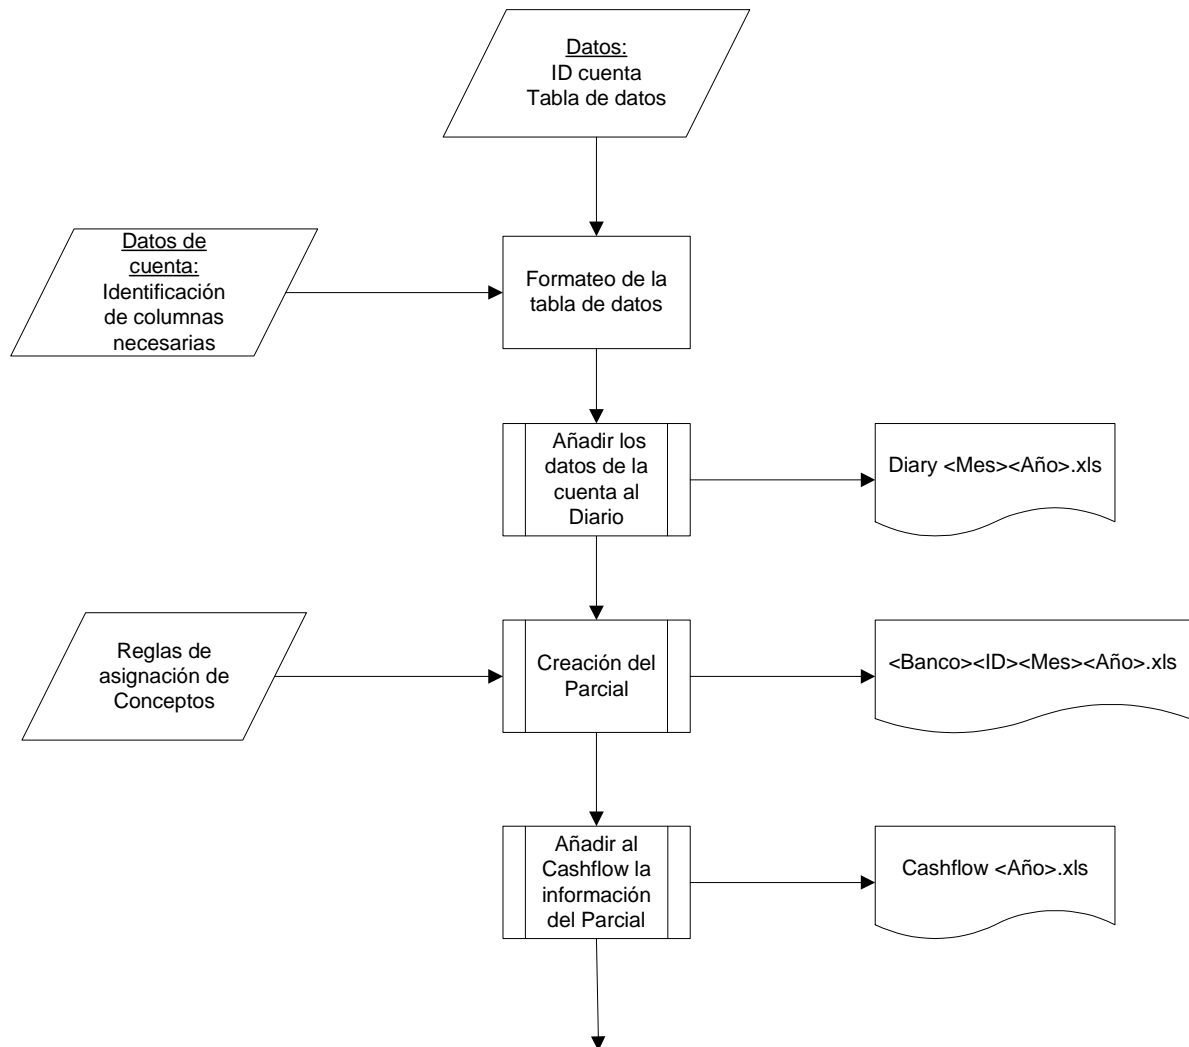 Datos:
ID cuenta
Tabla de datos
Datos de
cuenta:
Identificación
de columnas
necesarias
Formateo de la
tabla de datos
Añadir los
datos de la
cuenta al
Diario
Diary <Mes><Año>.xls
Reglas de
asignación de
Conceptos
Creación del
Parcial
<Banco><ID><Mes><Año>.xls
Añadir al
Cashflow la
información
del Parcial
Cashflow <Año>.xls